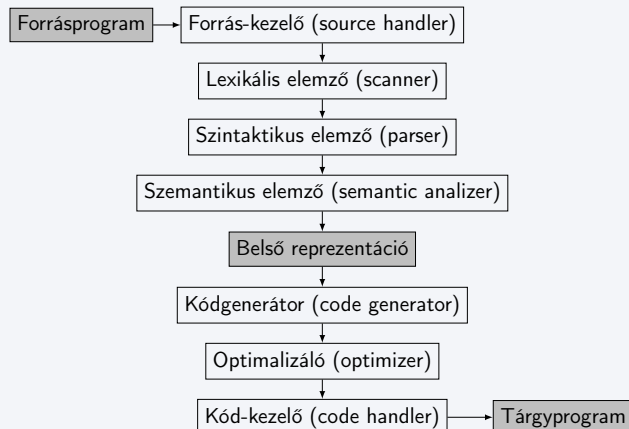 Forrásprogram
Forrás-kezelő (source handler)
Lexikális elemző (scanner)
Szintaktikus elemző (parser)
Szemantikus elemző (semantic analizer)
Belső reprezentáció
Kódgenerátor (code generator)
Optimalizáló (optimizer)
Kód-kezelő (code handler)
Tárgyprogram